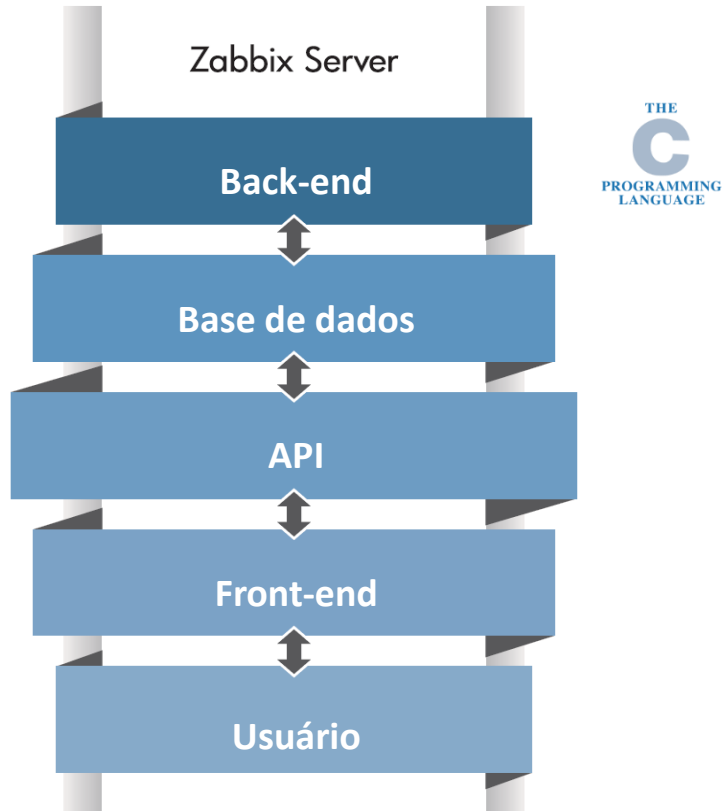 Zabbix Server
THE
C
PROGRAMMING
LANGUAGE
Back-end
Base de dados
API
Front-end
Usuário